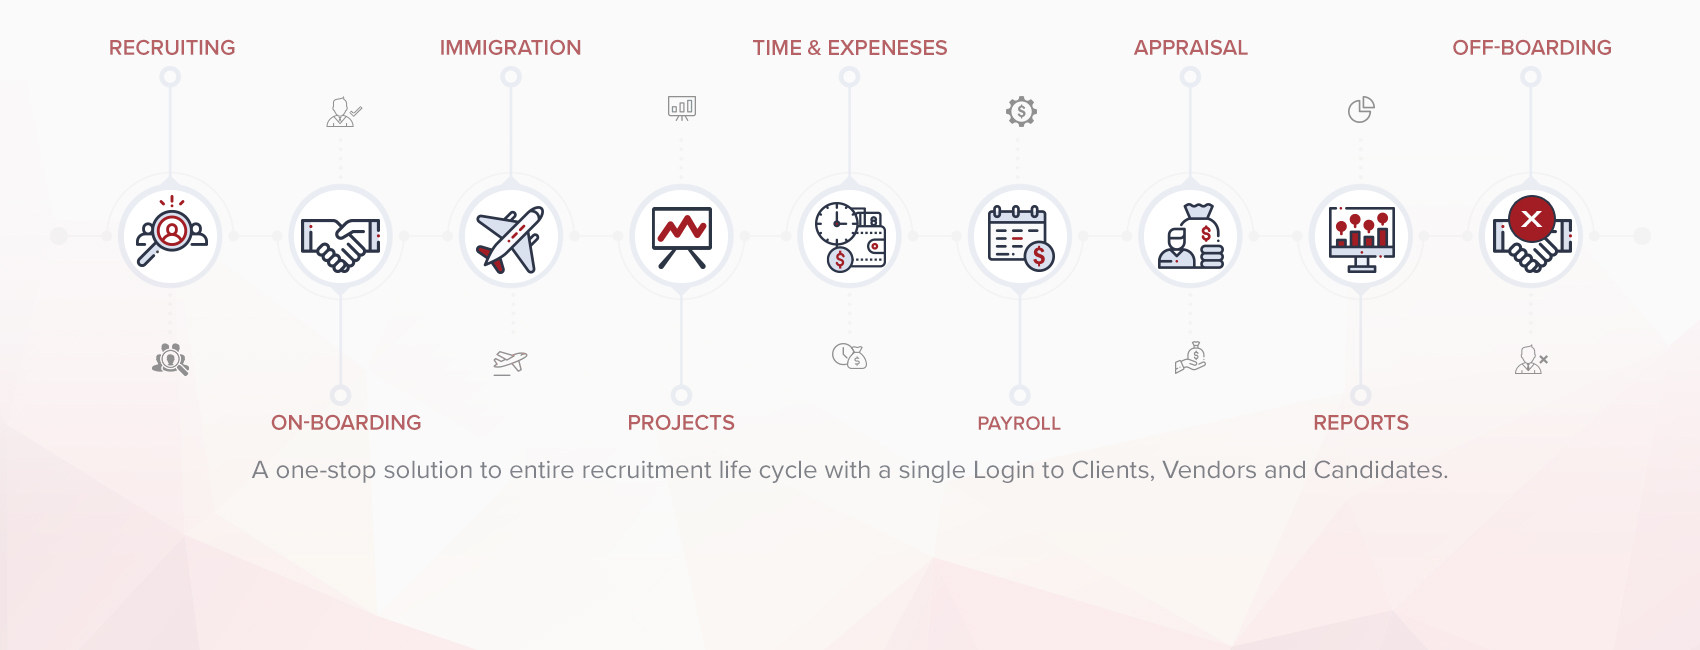 RECRUITING
IMMIGRATION
TIME & EXPENESES
APPRAISAL
OFF-BOARDING
ON-BOARDING
PROJECTS
PAYROLL
REPORTS
A one-stop solution to entire recruitment life cycle with a single Login to Clients, Vendors and Candidates.